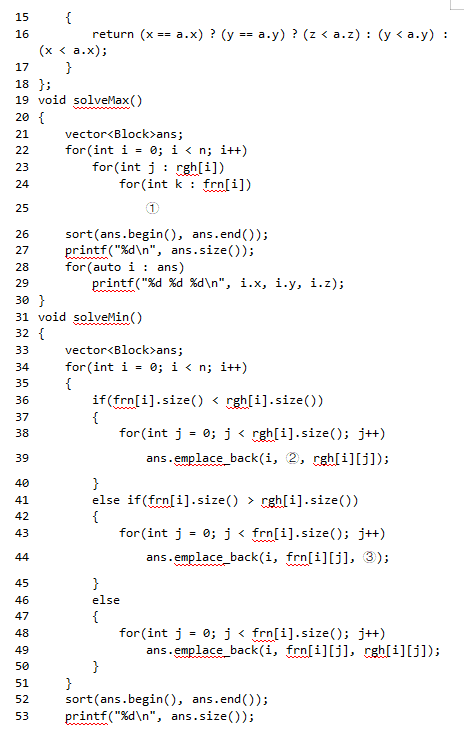 15 {
16 return (x == a.x) ? (y == a.y) ? (z < a.z) : (y < a.y) :
(x < a.x);
17 }
18 };
19 void solveMax()
20 {
21 vector<Block>ans;
22 for(int i = 0; i < n; i++)
23 for(int j : rgh[i])
24 for(int k : frn[i])
25 ①
26 sort(ans.begin(), ans.end());
27 printf("%d\n", ans.size());
28 for(auto i : ans)
29 printf("%d %d %d\n", i.x, i.y, i.z);
30 }
31 void solveMin()
32 {
33 vector<Block>ans;
34 for(int i = 0; i < n; i++)
35 {
36 if(frn[i].size() < rgh[i].size())
37 {
38 for(int j = 0; j < rgh[i].size(); j++)
39 ans.emplace_back(i, ②, rgh[i][j]);
40 }
41 else if(frn[i].size() > rgh[i].size())
42 {
43 for(int j = 0; j < frn[i].size(); j++)
44 ans.emplace_back(i, frn[i][j], ③);
45 }
46 else
47 {
48 for(int j = 0; j < frn[i].size(); j++)
49 ans.emplace_back(i, frn[i][j], rgh[i][j]);
50 }
51 }
52 sort(ans.begin(), ans.end());
53 printf("%d\n", ans.size());